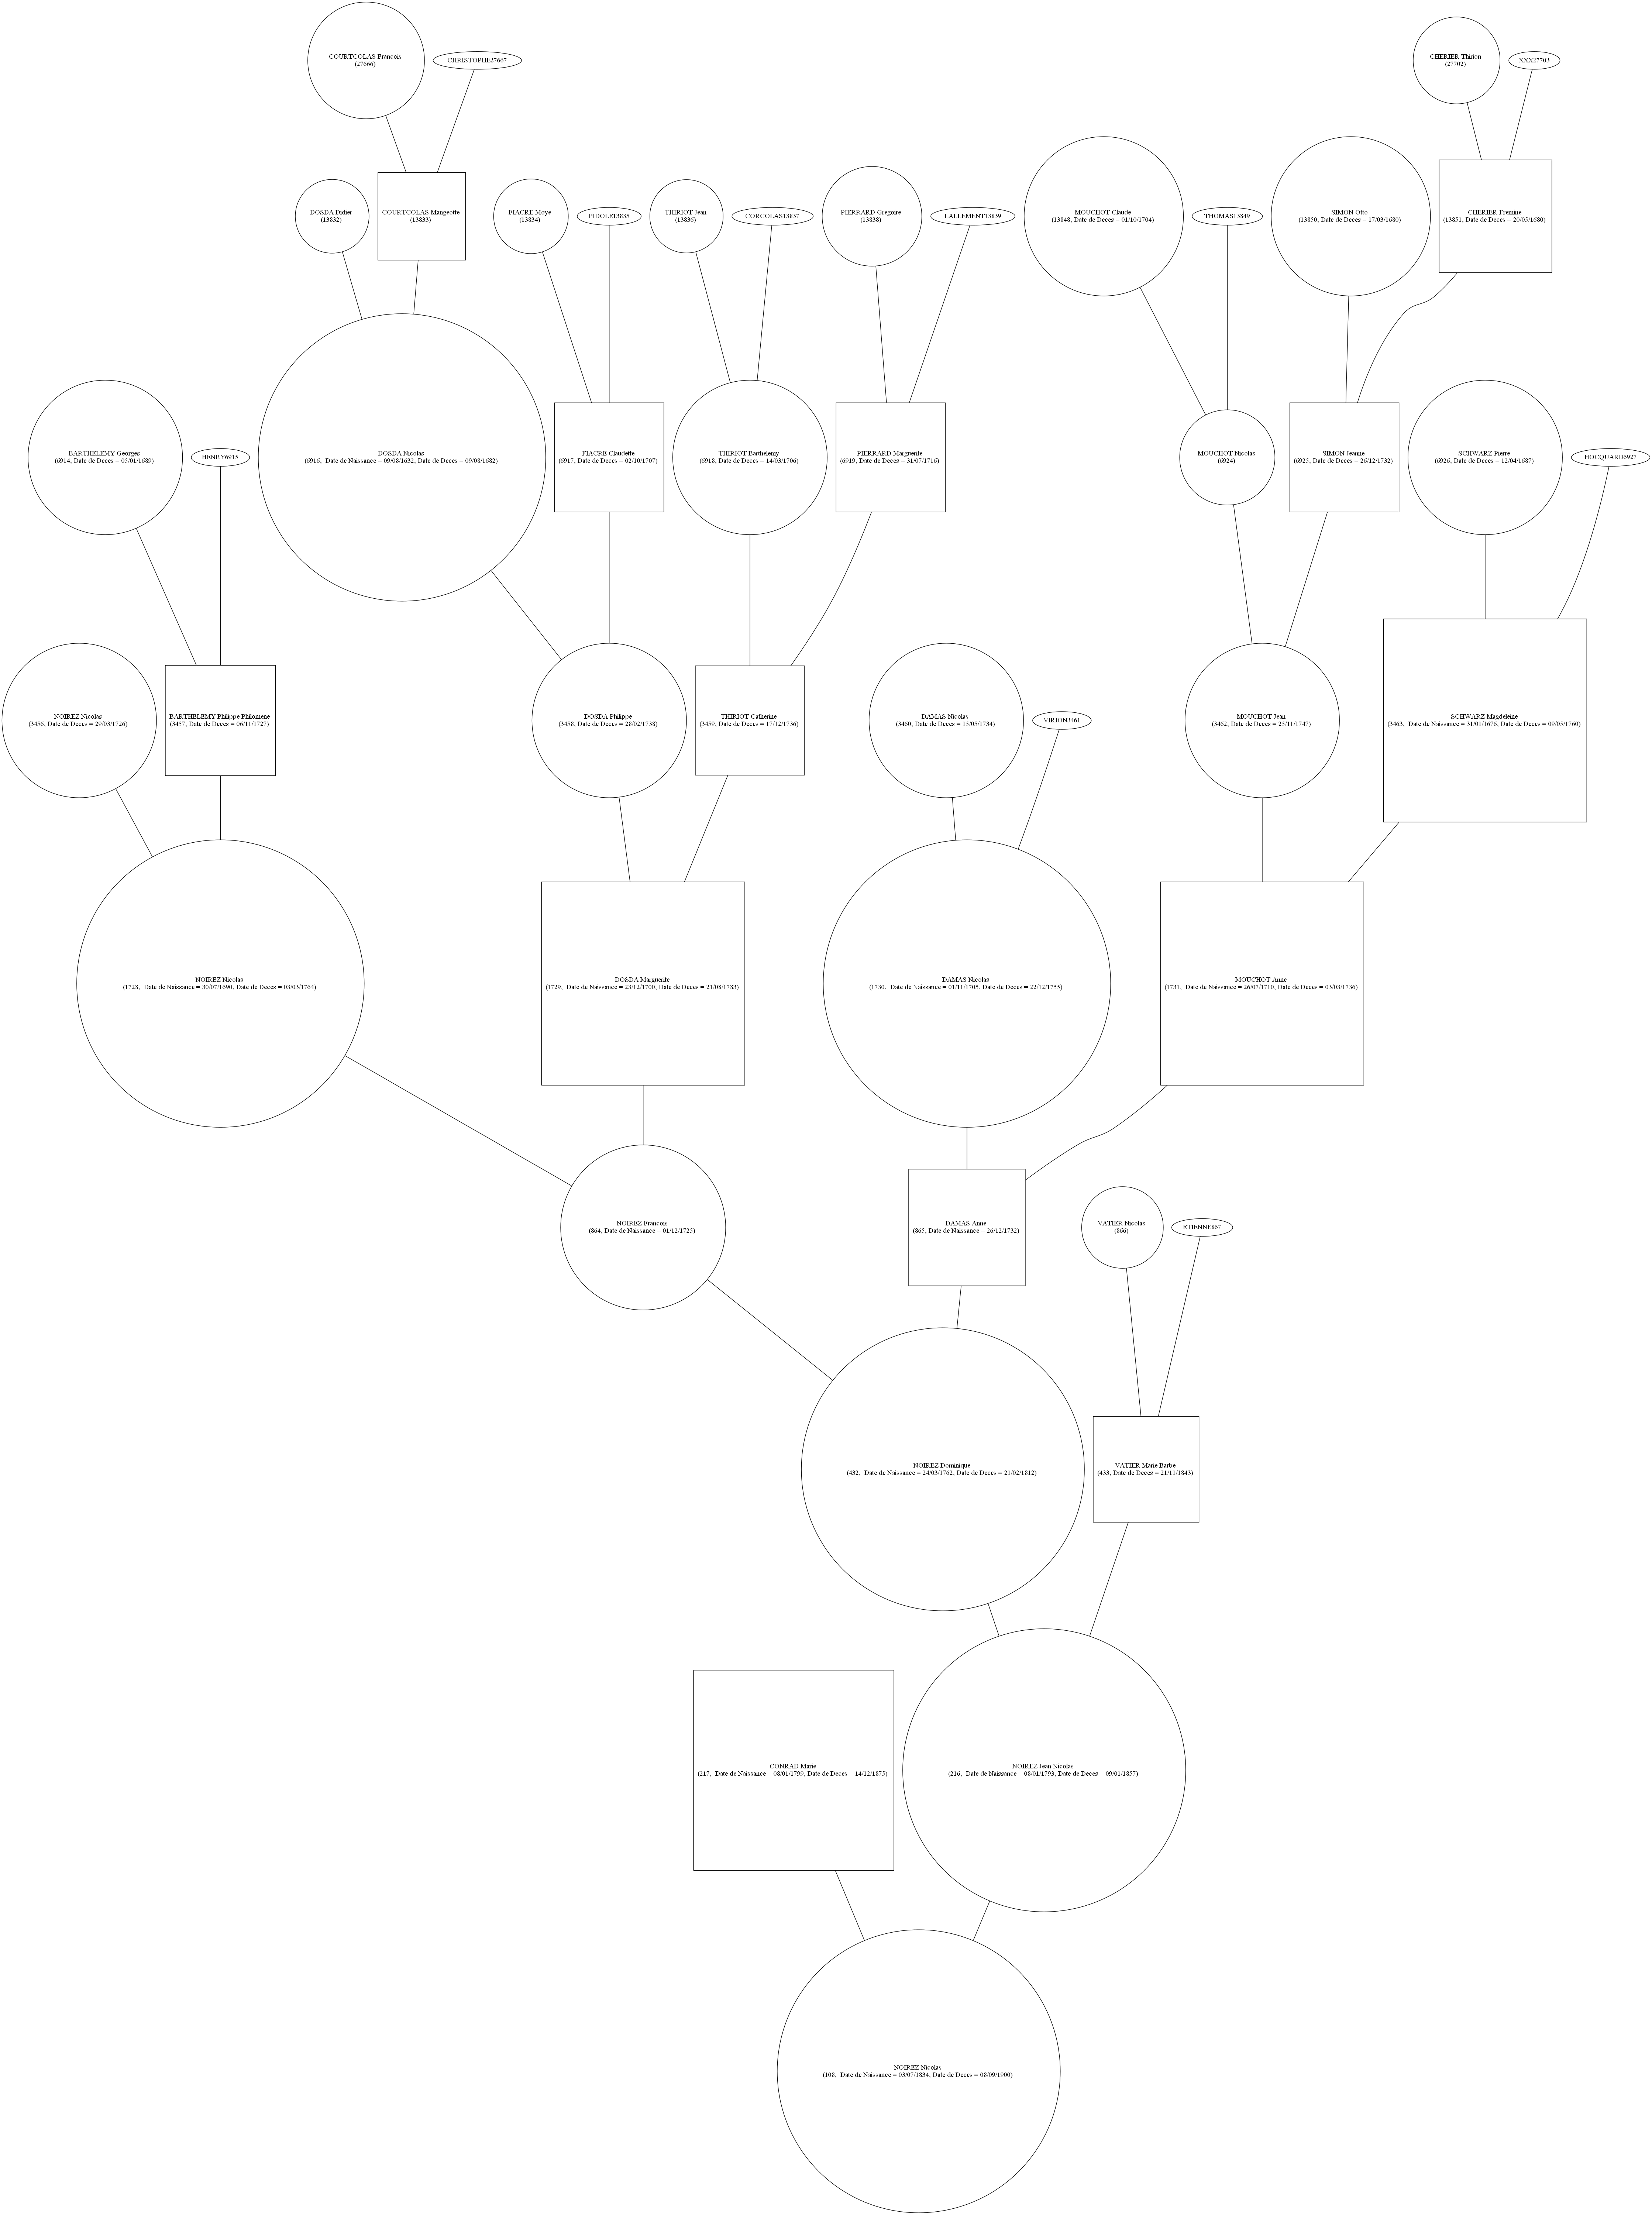 COURTCOLAS Francois
(27666)
CHRISTOPHE27667
CHERIER Thirion
(27702)
XXX27703
DOSDA Didier
(13832)
COURTCOLAS Mangeotte
(13833)
FIACRE Moye
(13834)
PIDOLE13835
THIRIOT Jean
(13836)
CORCOLAS13837
PIERRARD Gregoire
(13838)
LALLEMENT13839
MOUCHOT Claude
(13848, Date de Deces = 01/10/1704)
THOMAS13849
SIMON Otto
(13850, Date de Deces = 17/03/1680)
CHERIER Fremine
(13851, Date de Deces = 20/05/1680)
BARTHELEMY Georges
(6914, Date de Deces = 05/01/1689)
HENRY6915
DOSDA Nicolas
(6916,  Date de Naissance = 09/08/1632, Date de Deces = 09/08/1682)
FIACRE Claudette
(6917, Date de Deces = 02/10/1707)
THIRIOT Barthelemy
(6918, Date de Deces = 14/03/1706)
PIERRARD Marguerite
(6919, Date de Deces = 31/07/1716)
MOUCHOT Nicolas
(6924)
SIMON Jeanne
(6925, Date de Deces = 26/12/1732)
SCHWARZ Pierre
(6926, Date de Deces = 12/04/1687)
HOCQUARD6927
NOIREZ Nicolas
(3456, Date de Deces = 29/03/1726)
BARTHELEMY Philippe Philomene
(3457, Date de Deces = 06/11/1727)
DOSDA Philippe
(3458, Date de Deces = 28/02/1738)
THIRIOT Catherine
(3459, Date de Deces = 17/12/1736)
DAMAS Nicolas
(3460, Date de Deces = 15/05/1734)
VIRION3461
MOUCHOT Jean
(3462, Date de Deces = 25/11/1747)
SCHWARZ Magdeleine
(3463,  Date de Naissance = 31/01/1676, Date de Deces = 09/05/1760)
NOIREZ Nicolas
(1728,  Date de Naissance = 30/07/1690, Date de Deces = 03/03/1764)
DOSDA Marguerite
(1729,  Date de Naissance = 23/12/1700, Date de Deces = 21/08/1783)
DAMAS Nicolas
(1730,  Date de Naissance = 01/11/1705, Date de Deces = 22/12/1755)
MOUCHOT Anne
(1731,  Date de Naissance = 26/07/1710, Date de Deces = 03/03/1736)
NOIREZ Francois
(864, Date de Naissance = 01/12/1725)
DAMAS Anne
(865, Date de Naissance = 26/12/1732)
VATIER Nicolas
(866)
ETIENNE867
NOIREZ Dominique
(432,  Date de Naissance = 24/03/1762, Date de Deces = 21/02/1812)
VATIER Marie Barbe
(433, Date de Deces = 21/11/1843)
CONRAD Marie
(217,  Date de Naissance = 08/01/1799, Date de Deces = 14/12/1875)
NOIREZ Jean Nicolas
(216,  Date de Naissance = 08/01/1793, Date de Deces = 09/01/1857)
NOIREZ Nicolas
(108,  Date de Naissance = 03/07/1834, Date de Deces = 08/09/1900)